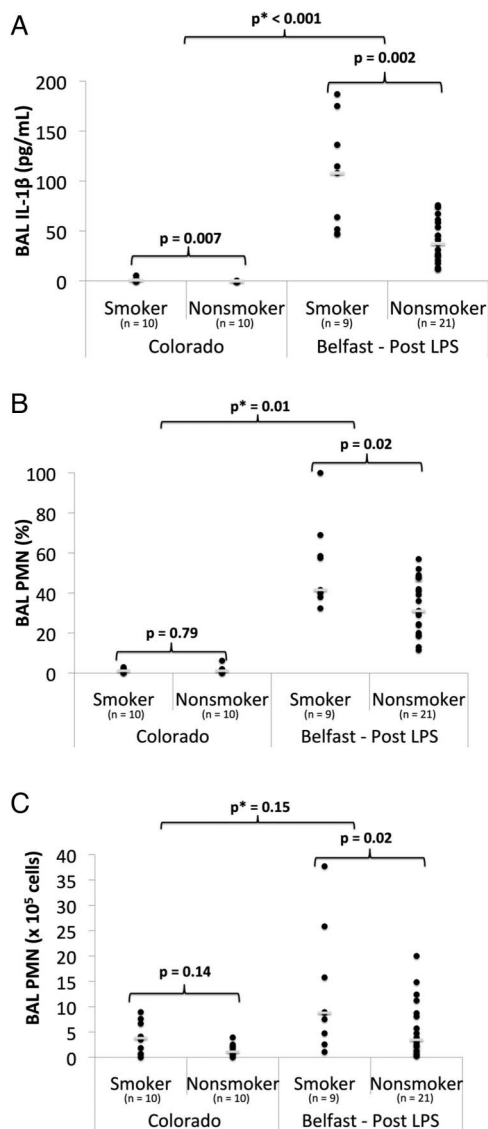 A
p* < 0.001
p = 0.002
BAL IL-1β (pg/mL)
200
150
100
50
0
p = 0.007
Smoker Nonsmoker Smoker Nonsmoker
(n = 10) (n = 10) (n = 9) (n = 21)
Colorado Belfast - Post LPS
B
p* = 0.01
p = 0.02
BAL PMN (%)
100
80
60
40
20
0
p = 0.79
Smoker Nonsmoker Smoker Nonsmoker
(n = 10) (n = 10) (n = 9) (n = 21)
Colorado Belfast - Post LPS
C
p* = 0.15
p = 0.02
BAL PMN (x 10⁵ cells)
40
35
30
25
20
15
10
5
0
p = 0.14
Smoker Nonsmoker Smoker Nonsmoker
(n = 10) (n = 10) (n = 9) (n = 21)
Colorado Belfast - Post LPS